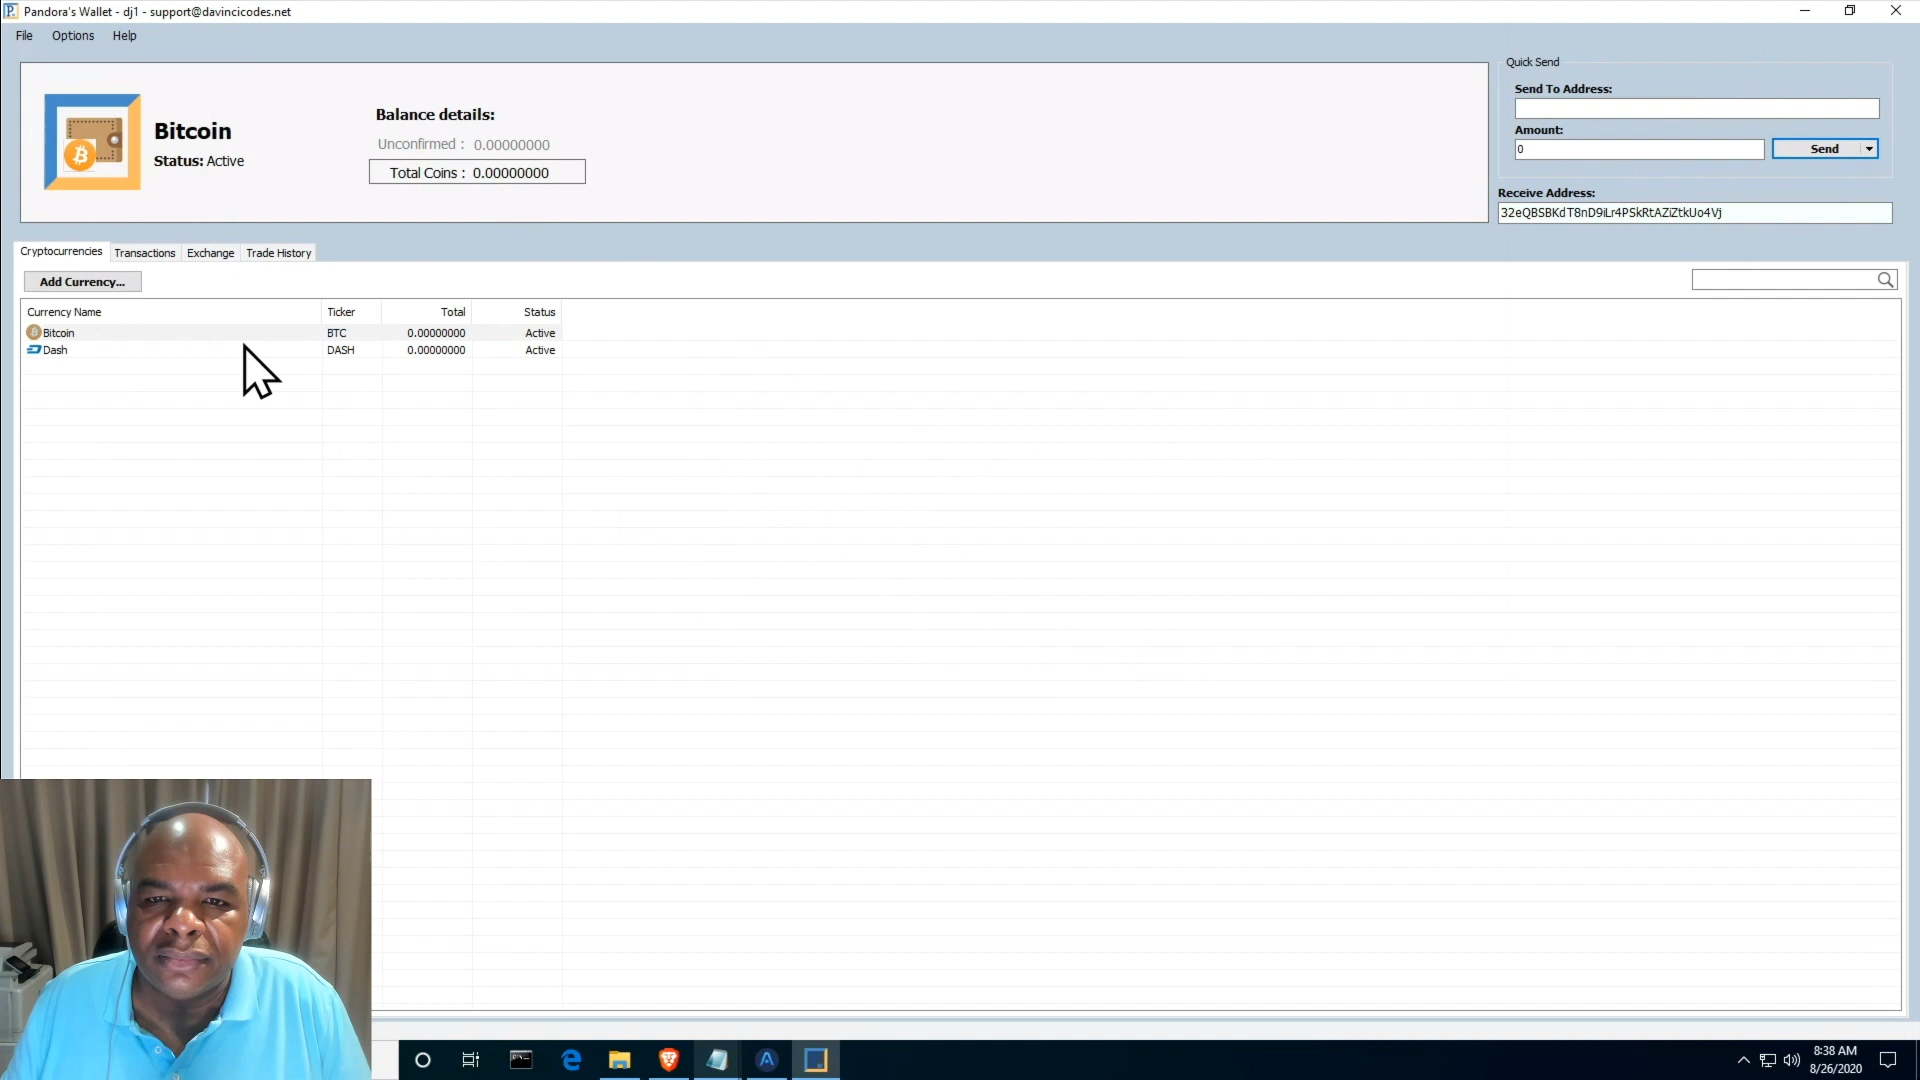 Pandora's Wallet - dj1 - support@davincicodes.net
File Options Help
Bitcoin
Status: Active
Balance details:
Unconfirmed : 0.00000000
Total Coins : 0.00000000
Quick Send
Send To Address:
Amount:
0
Send
Receive Address:
32eQBSBKdT8nD9iLr4PSkRtAZiZtkUo4Vj
Cryptocurrencies Transactions Exchange Trade History
Add Currency...
Currency Name Ticker Total Status
Bitcoin BTC 0.00000000 Active
Dash DASH 0.00000000 Active
8:38 AM
8/26/2020